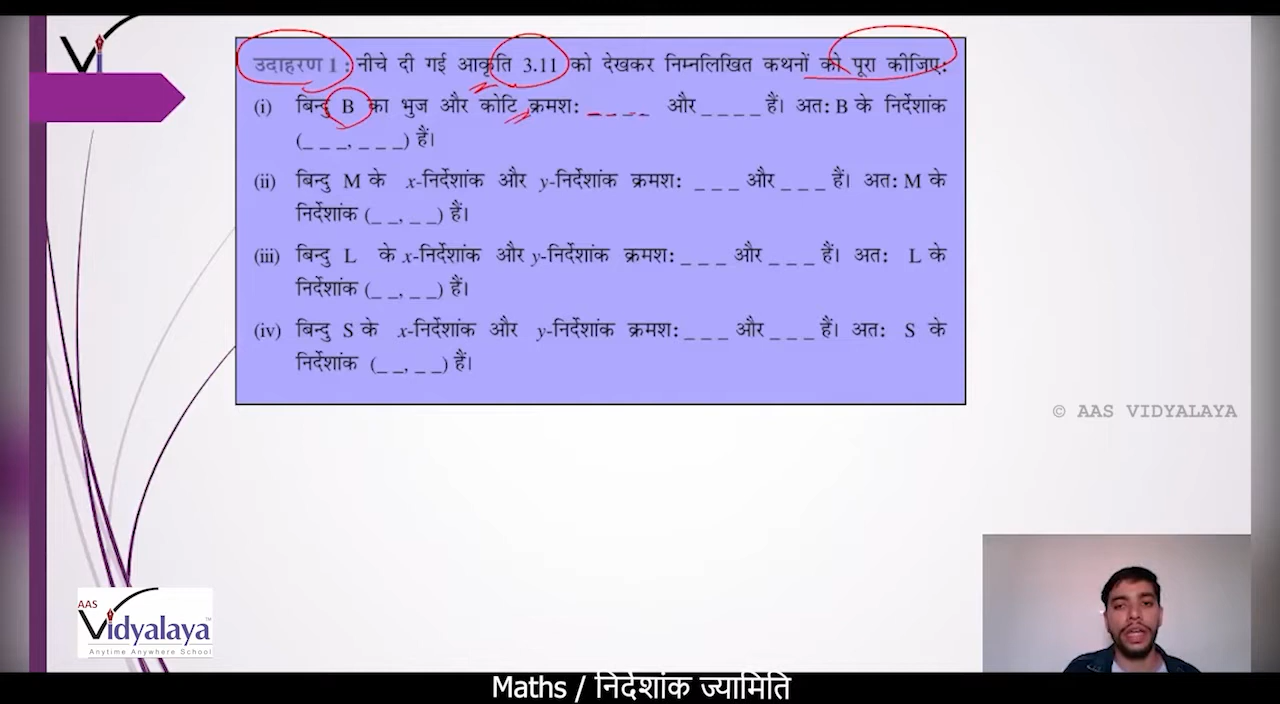 उदाहरण 1 : नीचे दी गई आकृति 3.11 को देखकर निम्नलिखित कथनों को पूरा कीजिए:
(i) बिन्दु B का भुज और कोटि क्रमश: _ _ _ _ और _ _ _ _ हैं। अत: B के निर्देशांक
(_ _ _, _ _ _) हैं।
(ii) बिन्दु M के x-निर्देशांक और y-निर्देशांक क्रमश: _ _ _ और _ _ _ हैं। अत: M के
निर्देशांक (_ _, _ _) हैं।
(iii) बिन्दु L के x-निर्देशांक और y-निर्देशांक क्रमश: _ _ _ और _ _ _ हैं। अत: L के
निर्देशांक (_ _, _ _) हैं।
(iv) बिन्दु S के x-निर्देशांक और y-निर्देशांक क्रमश: _ _ _ और _ _ _ हैं। अत: S के
निर्देशांक (_ _, _ _) हैं।
© AAS VIDYALAYA
AAS
Vidyalaya
Anytime Anywhere School
Maths / निर्देशांक ज्यामिति